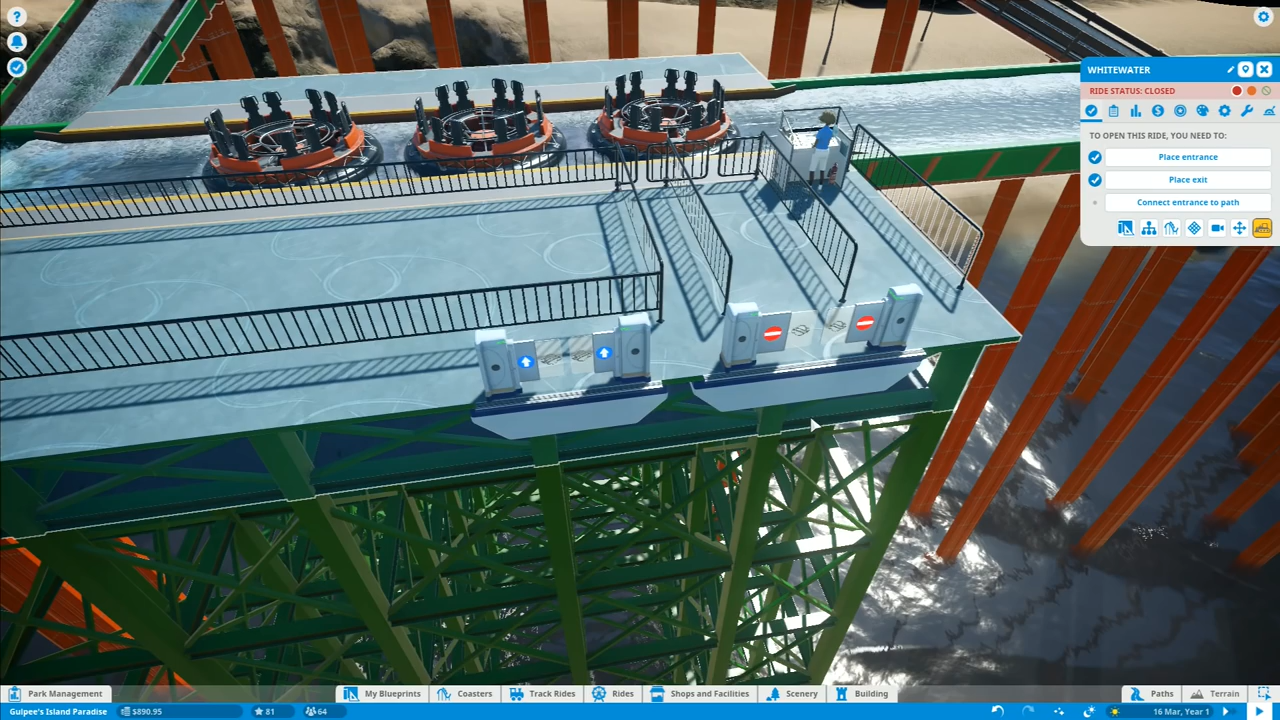 WHITEWATER
RIDE STATUS: CLOSED
TO OPEN THIS RIDE, YOU NEED TO:
Place entrance
Place exit
Connect entrance to path
Park Management
My Blueprints
Coasters
Track Rides
Rides
Shops and Facilities
Scenery
Building
Paths
Terrain
Gulpee's Island Paradise
$890.95
81
64
16 Mar, Year 1